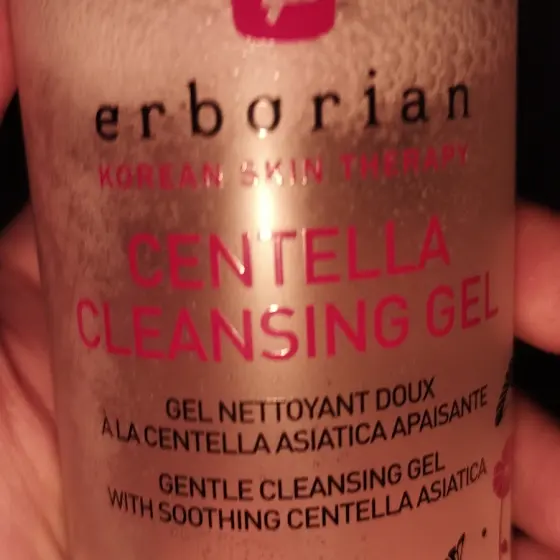 erborian
KOREAN SKIN THERAPY
CENTELLA
CLEANSING GEL
GEL NETTOYANT DOUX
À LA CENTELLA ASIATICA APAISANTE
GENTLE CLEANSING GEL
WITH SOOTHING CENTELLA ASIATICA